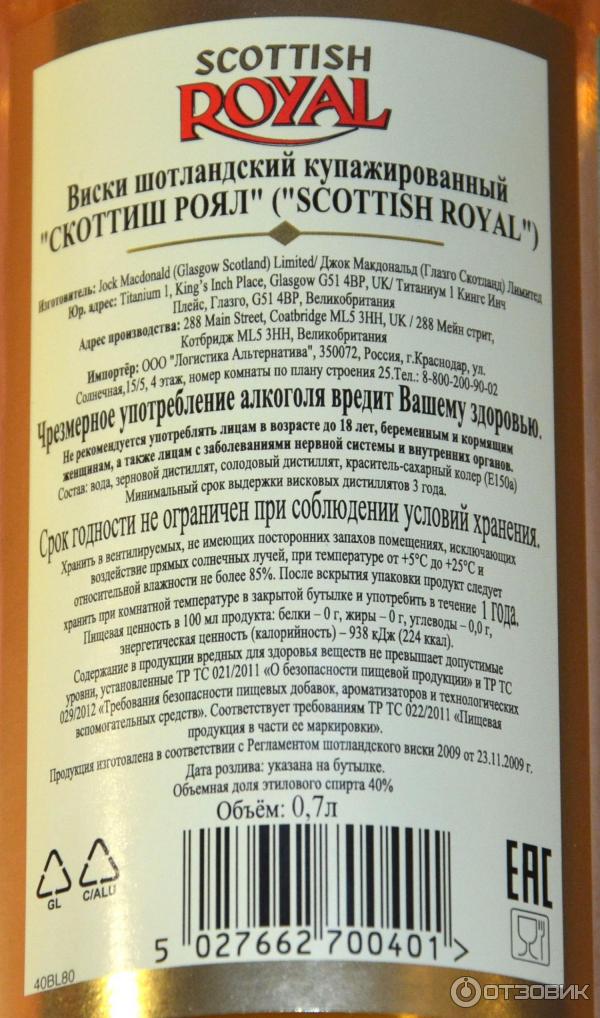 SCOTTISH
ROYAL
Виски шотландский купажированный
"СКОТТИШ РОЯЛ" ("SCOTTISH ROYAL")
Изготовитель: Jock Macdonald (Glasgow Scotland) Limited/ Джок Макдональд (Глазго Скотланд) Лимитед
Юр. адрес: Titanium 1, King's Inch Place, Glasgow G51 4BP, UK/ Титаниум 1 Кингс Инч
Плейс, Глазго, G51 4BP, Великобритания
Адрес производства: 288 Main Street, Coatbridge ML5 3HH, UK / 288 Мейн стрит,
Котбридж ML5 3HH, Великобритания
Импортёр: ООО "Логистика Альтернатива", 350072, Россия, г.Краснодар, ул.
Солнечная,15/5, 4 этаж, номер комнаты по плану строения 25.Тел.: 8-800-200-90-02
Чрезмерное употребление алкоголя вредит Вашему здоровью.
Не рекомендуется употреблять лицам в возрасте до 18 лет, беременным и кормящим
женщинам, а также лицам с заболеваниями нервной системы и внутренних органов.
Состав: вода, зерновой дистиллят, солодовый дистиллят, краситель-сахарный колер (Е150а)
Минимальный срок выдержки висковых дистиллятов 3 года.
Срок годности не ограничен при соблюдении условий хранения.
Хранить в вентилируемых, не имеющих посторонних запахов помещениях, исключающих
воздействие прямых солнечных лучей, при температуре от +5°С до +25°С и
относительной влажности не более 85%. После вскрытия упаковки продукт следует
хранить при комнатной температуре в закрытой бутылке и употребить в течение 1 ГОДА.
Пищевая ценность в 100 мл продукта: белки – 0 г, жиры – 0 г, углеводы – 0,0 г,
энергетическая ценность (калорийность) – 938 кДж (224 ккал).
Содержание в продукции вредных для здоровья веществ не превышает допустимые
уровни, установленные ТР ТС 021/2011 «О безопасности пищевой продукции» и ТР ТС
029/2012 «Требования безопасности пищевых добавок, ароматизаторов и технологических
вспомогательных средств». Соответствует требованиям ТР ТС 022/2011 «Пищевая
продукция в части ее маркировки».
Продукция изготовлена в соответствии с Регламентом шотландского виски 2009 от 23.11.2009 г.
Дата розлива: указана на бутылке.
Объемная доля этилового спирта 40%
Объём: 0,7л
GL
C/ALU
EAC
5 027662 700401 >
40BL80
ОТЗОВИК